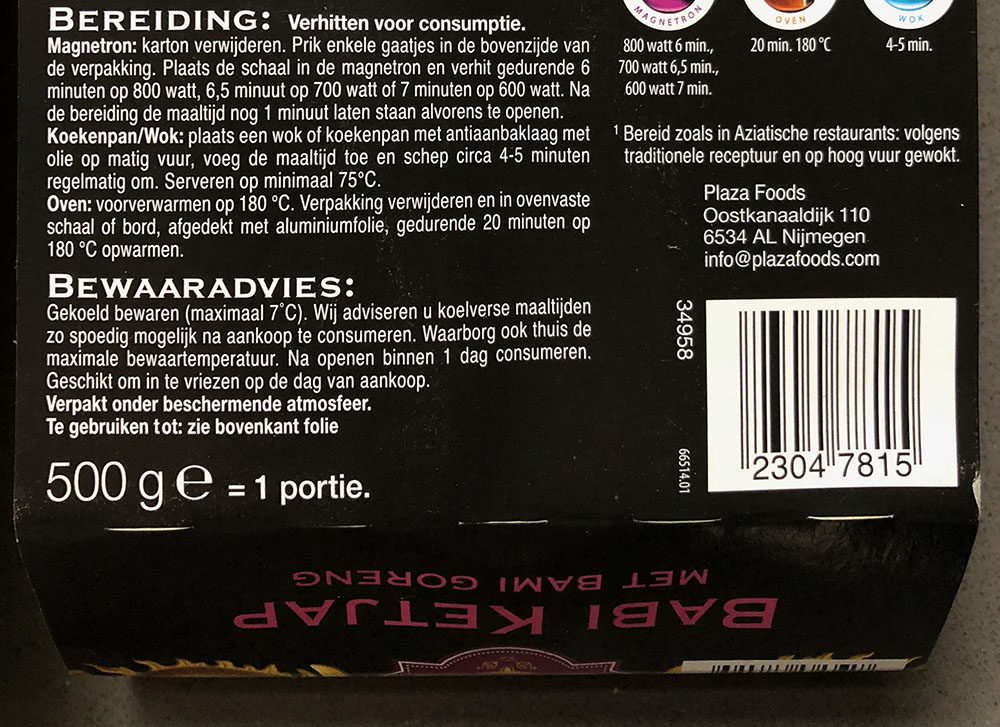 BEREIDING: Verhitten voor consumptie.
Magnetron: karton verwijderen. Prik enkele gaatjes in de bovenzijde van
de verpakking. Plaats de schaal in de magnetron en verhit gedurende 6
minuten op 800 watt, 6,5 minuut op 700 watt of 7 minuten op 600 watt. Na
de bereiding de maaltijd nog 1 minuut laten staan alvorens te openen.
Koekenpan/Wok: plaats een wok of koekenpan met antiaanbaklaag met
olie op matig vuur, voeg de maaltijd toe en schep circa 4-5 minuten
regelmatig om. Serveren op minimaal 75°C.
Oven: voorverwarmen op 180 °C. Verpakking verwijderen en in ovenvaste
schaal of bord, afgedekt met aluminiumfolie, gedurende 20 minuten op
180 °C opwarmen.
BEWAARADVIES:
Gekoeld bewaren (maximaal 7°C). Wij adviseren u koelverse maaltijden
zo spoedig mogelijk na aankoop te consumeren. Waarborg ook thuis de
maximale bewaartemperatuur. Na openen binnen 1 dag consumeren.
Geschikt om in te vriezen op de dag van aankoop.
Verpakt onder beschermende atmosfeer.
Te gebruiken tot: zie bovenkant folie
500 g e = 1 portie.
MAGNETRON
800 watt 6 min.,
700 watt 6,5 min.,
600 watt 7 min.
OVEN
20 min. 180 °C
WOK
4-5 min.
¹ Bereid zoals in Aziatische restaurants: volgens
traditionele receptuur en op hoog vuur gewokt.
Plaza Foods
Oostkanaaldijk 110
6534 AL Nijmegen
info@plazafoods.com
34958
66514.01
2304 7815
BABI KETJAP
MET BAMI GORENG